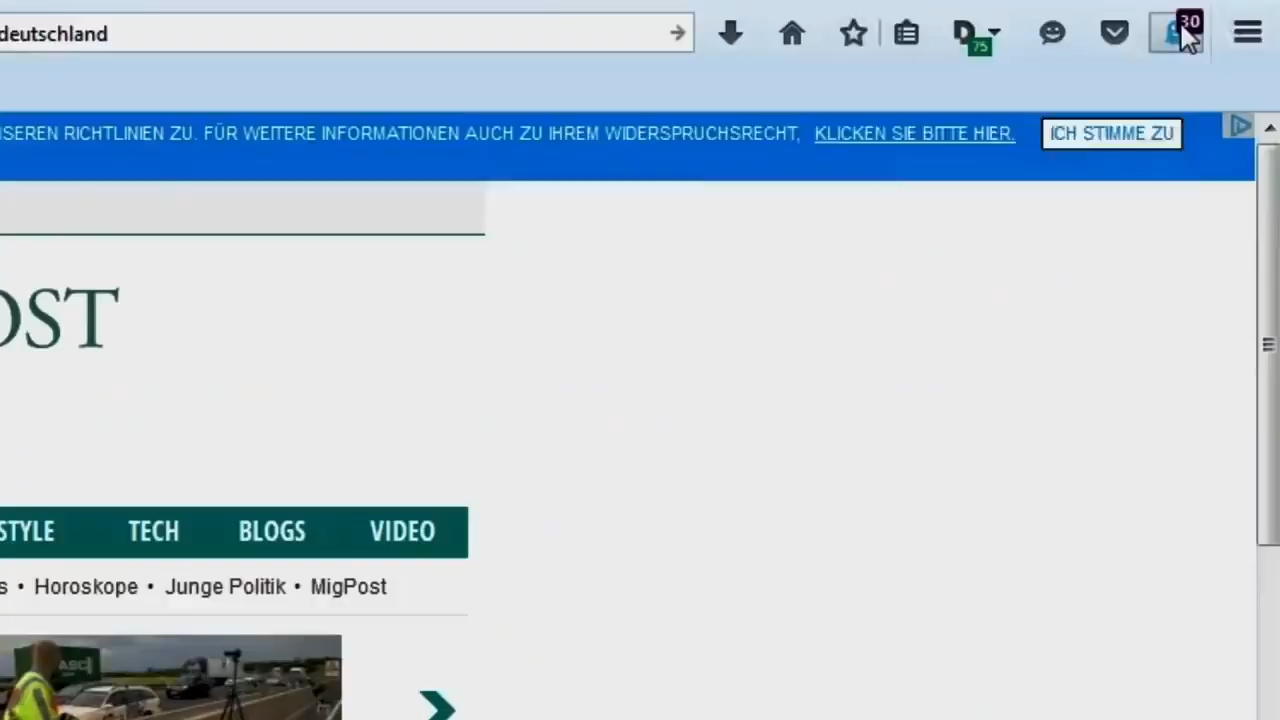 deutschland
30
75
SEREN RICHTLINIEN ZU. FÜR WEITERE INFORMATIONEN AUCH ZU IHREM WIDERSPRUCHSRECHT, KLICKEN SIE BITTE HIER. ICH STIMME ZU
OST
STYLE TECH BLOGS VIDEO
s • Horoskope • Junge Politik • MigPost
ASC